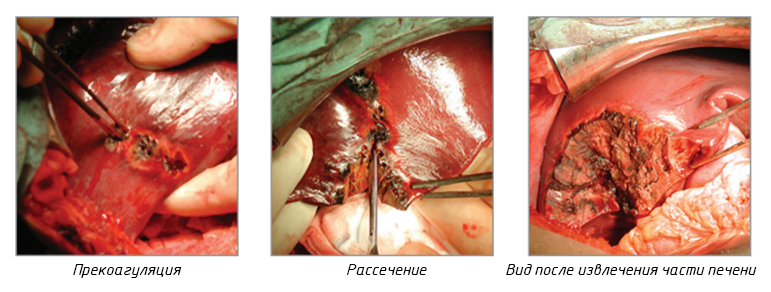 Прекоагуляция
Рассечение
Вид после извлечения части печени